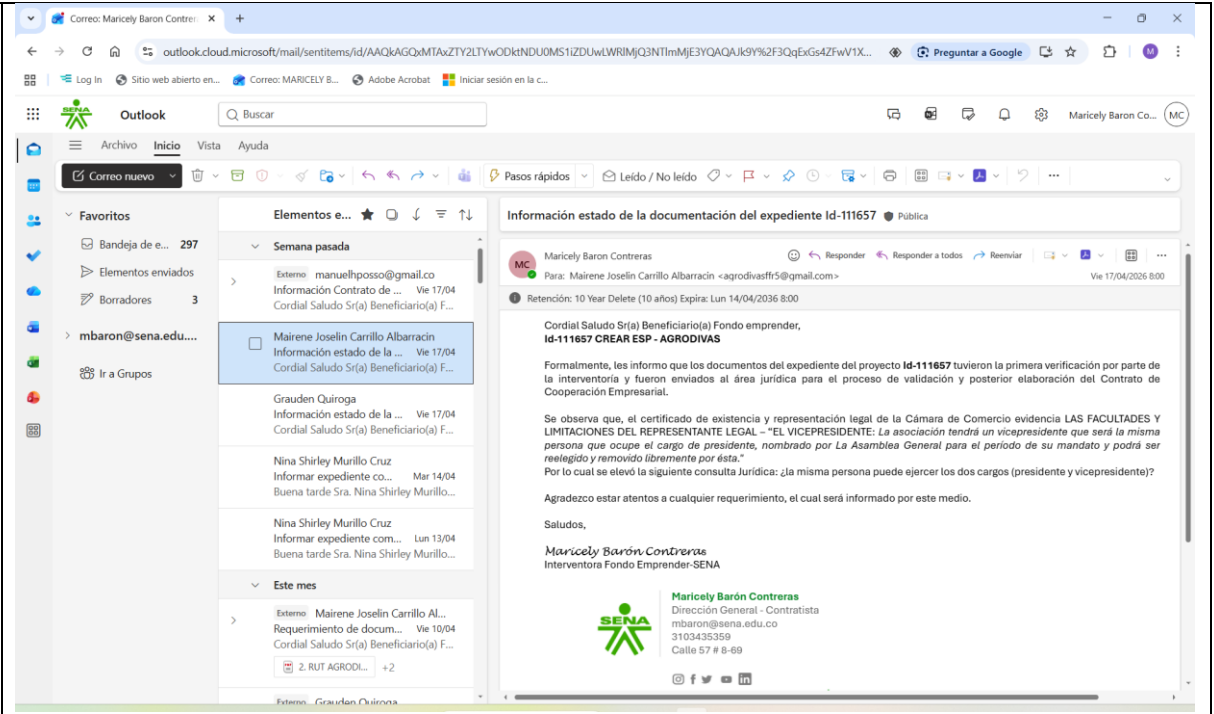 Correo: Maricely Baron Contrer
outlook.cloud.microsoft/mail/sentitems/id/
Preguntar a Google
M
Log In
Sitio web abierto en...
Correo: MARICELY B...
Adobe Acrobat
Iniciar sesión en la c...
SENA
Outlook
Buscar
Maricely Baron Co...
MC
Archivo
Inicio
Vista
Ayuda
Correo nuevo
Pasos rápidos
Leído / No leído
Favoritos
Bandeja de e... 297
Elementos enviados
Borradores 3
mbaron@sena.edu....
Ir a Grupos
Elementos e...
Semana pasada
Externo manuelhposso@gmail.co
Información Contrato de ... Vie 17/04
Cordial Saludo Sr(a) Beneficiario(a) F...
Mairene Joselin Carrillo Albarracin
Información estado de la ... Vie 17/04
Cordial Saludo Sr(a) Beneficiario(a) F...
Grauden Quiroga
Información estado de la ... Vie 17/04
Cordial Saludo Sr(a) Beneficiario(a) F...
Nina Shirley Murillo Cruz
Informar expediente co... Mar 14/04
Buena tarde Sra. Nina Shirley Murillo...
Nina Shirley Murillo Cruz
Informar expediente com... Lun 13/04
Buena tarde Sra. Nina Shirley Murillo...
Este mes
Externo Mairene Joselin Carrillo Al...
Requerimiento de docum... Vie 10/04
Cordial Saludo Sr(a) Beneficiario(a) F...
2. RUT AGRODI... +2
Externo Grauden Quiroga
Información estado de la documentación del expediente Id-111657 Pública
MC
Maricely Baron Contreras
Responder
Responder a todos
Reenviar
Para: Mairene Joselin Carrillo Albarracin <agrodivasffr5@gmail.com>
Vie 17/04/2026 8:00
Retención: 10 Year Delete (10 años) Expira: Lun 14/04/2036 8:00
Cordial Saludo Sr(a) Beneficiario(a) Fondo emprender,
Id-111657 CREAR ESP - AGRODIVAS
Formalmente, les informo que los documentos del expediente del proyecto Id-111657 tuvieron la primera verificación por parte de
la interventoría y fueron enviados al área jurídica para el proceso de validación y posterior elaboración del Contrato de
Cooperación Empresarial.
Se observa que, el certificado de existencia y representación legal de la Cámara de Comercio evidencia LAS FACULTADES Y
LIMITACIONES DEL REPRESENTANTE LEGAL – “EL VICEPRESIDENTE: La asociación tendrá un vicepresidente que será la misma
persona que ocupe el cargo de presidente, nombrado por La Asamblea General para el período de su mandato y podrá ser
reelegido y removido libremente por ésta.”
Por lo cual se elevó la siguiente consulta Jurídica: ¿la misma persona puede ejercer los dos cargos (presidente y vicepresidente)?
Agradezco estar atentos a cualquier requerimiento, el cual será informado por este medio.
Saludos,
Maricely Barón Contreras
Interventora Fondo Emprender-SENA
SENA
Maricely Barón Contreras
Dirección General - Contratista
mbaron@sena.edu.co
3103435359
Calle 57 # 8-69